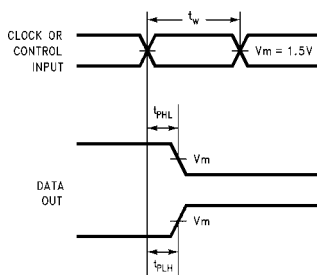 tw
CLOCK OR
CONTROL
INPUT
Vm = 1.5V
tPHL
Vm
DATA
OUT
Vm
tPLH